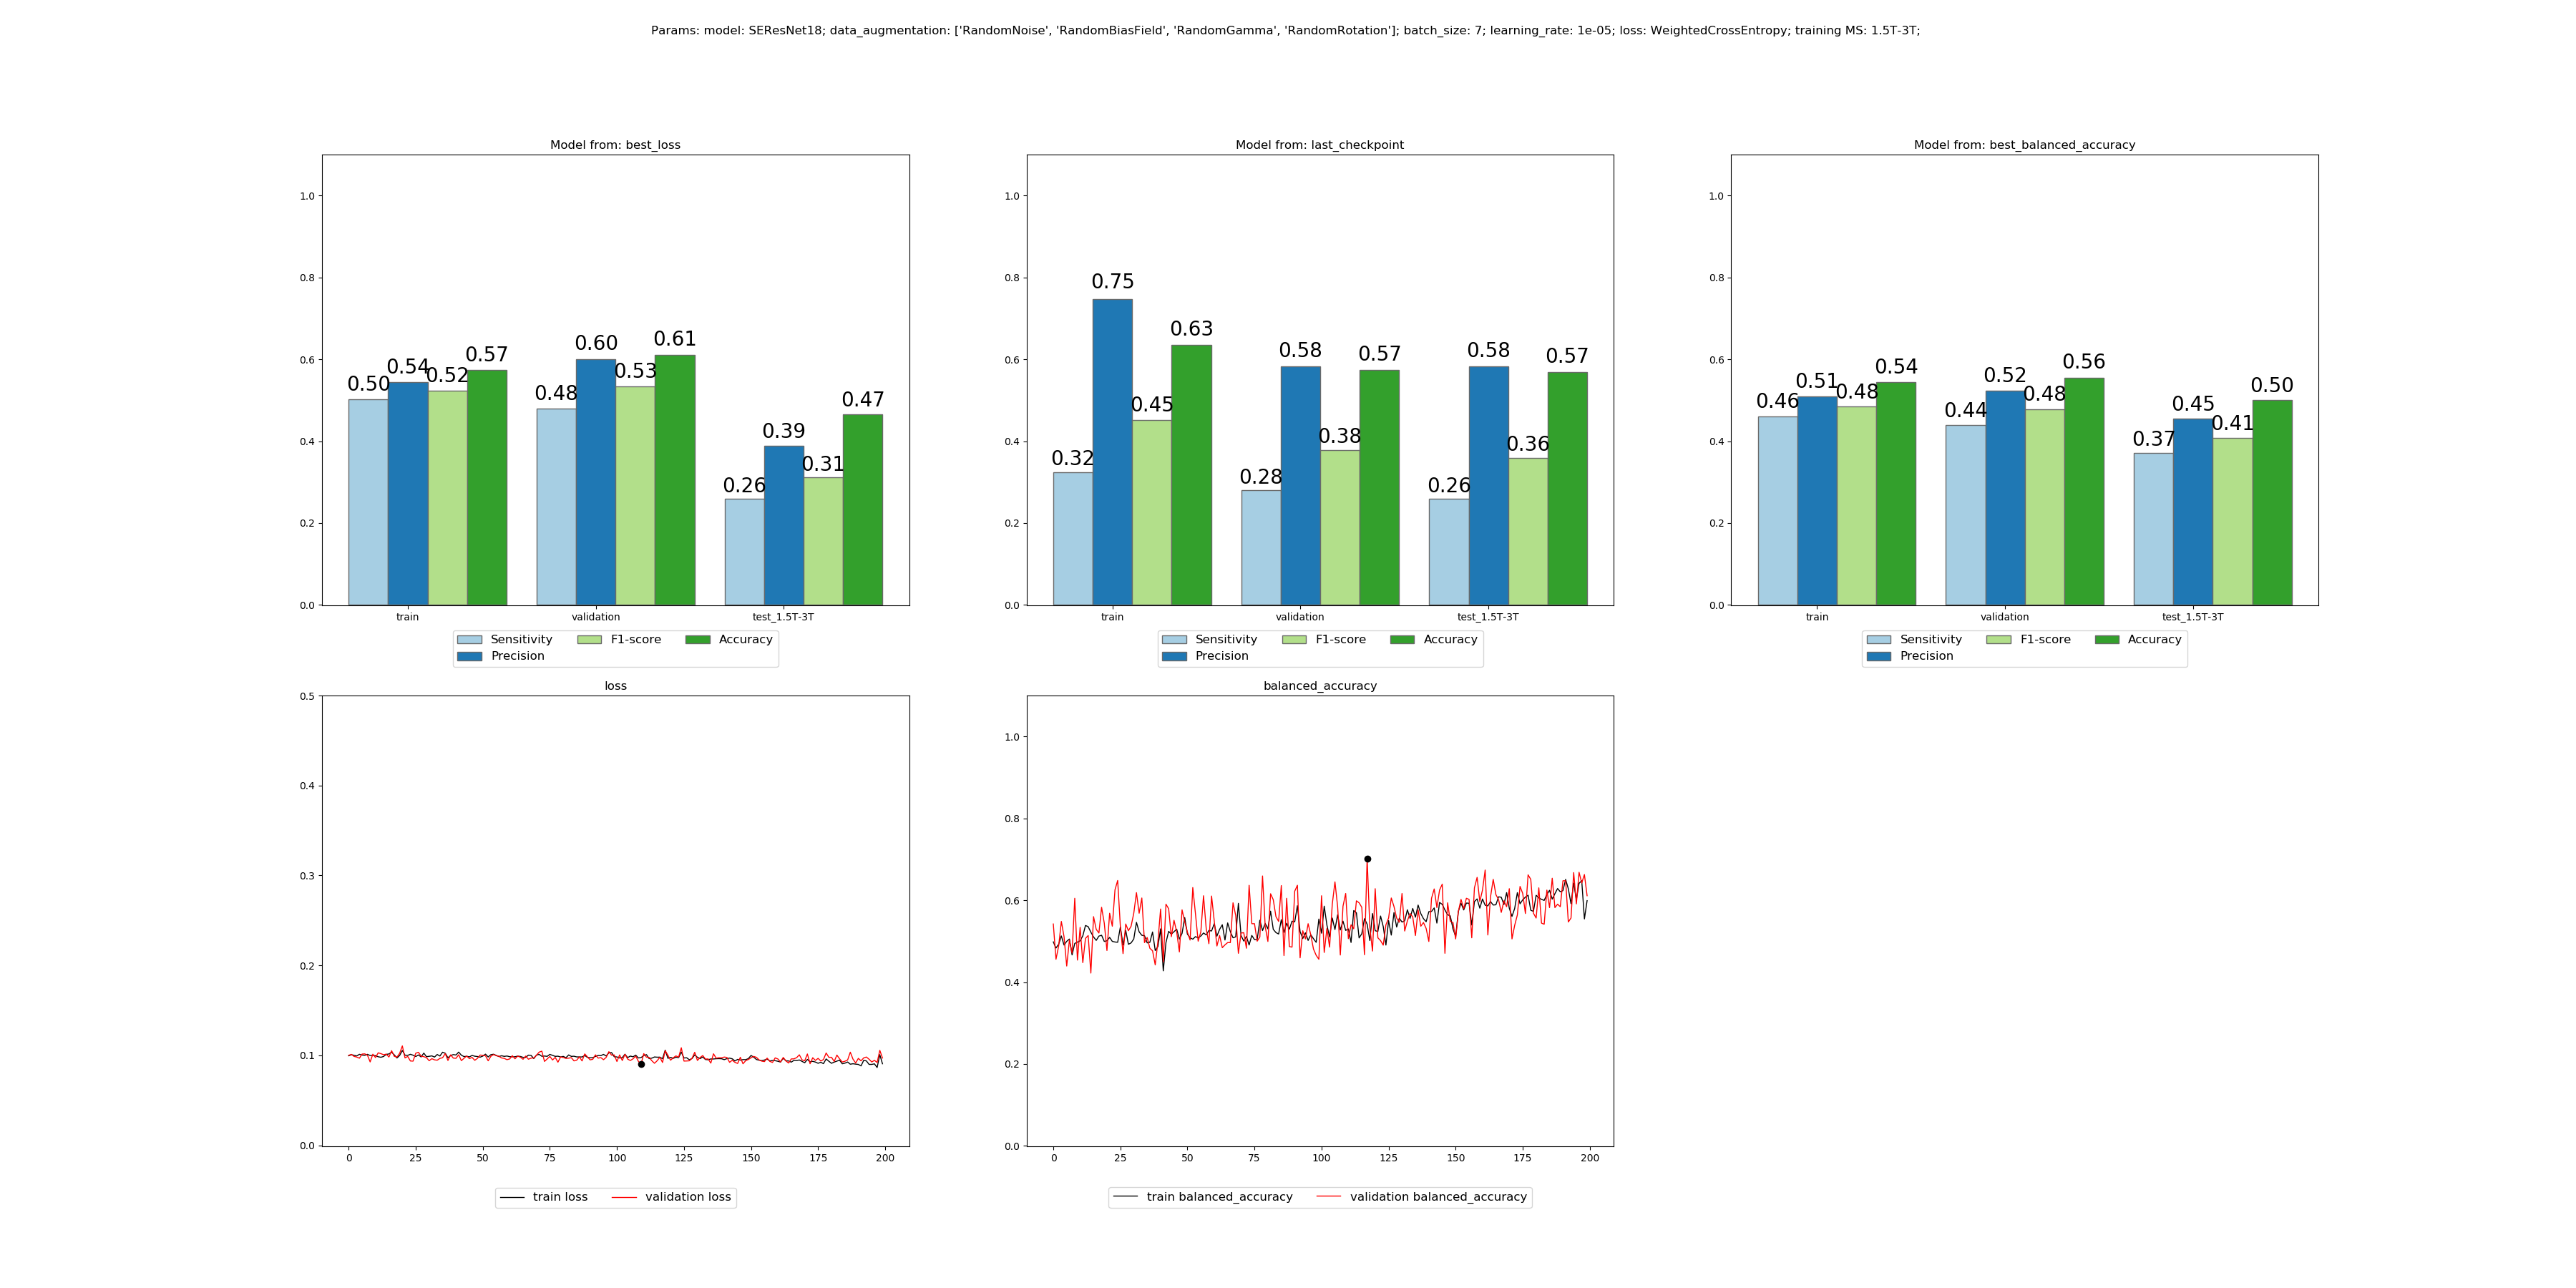 Params: model: SEResNet18; data_augmentation: ['RandomNoise', 'RandomBiasField', 'RandomGamma', 'RandomRotation']; batch_size: 7; learning_rate: 1e-05; loss: WeightedCrossEntropy; training MS: 1.5T-3T;
Model from: best_loss
1.0
0.8
0.6
0.4
0.2
0.0
0.50
0.54
0.52
0.57
0.48
0.60
0.53
0.61
0.26
0.39
0.31
0.47
train
validation
test_1.5T-3T
Sensitivity
Precision
F1-score
Accuracy
Model from: last_checkpoint
1.0
0.8
0.6
0.4
0.2
0.0
0.32
0.75
0.45
0.63
0.28
0.58
0.38
0.57
0.26
0.58
0.36
0.57
train
validation
test_1.5T-3T
Sensitivity
Precision
F1-score
Accuracy
Model from: best_balanced_accuracy
1.0
0.8
0.6
0.4
0.2
0.0
0.46
0.51
0.48
0.54
0.44
0.52
0.48
0.56
0.37
0.45
0.41
0.50
train
validation
test_1.5T-3T
Sensitivity
Precision
F1-score
Accuracy
loss
0.5
0.4
0.3
0.2
0.1
0.0
0 25 50 75 100 125 150 175 200
train loss
validation loss
balanced_accuracy
1.0
0.8
0.6
0.4
0.2
0.0
0 25 50 75 100 125 150 175 200
train balanced_accuracy
validation balanced_accuracy